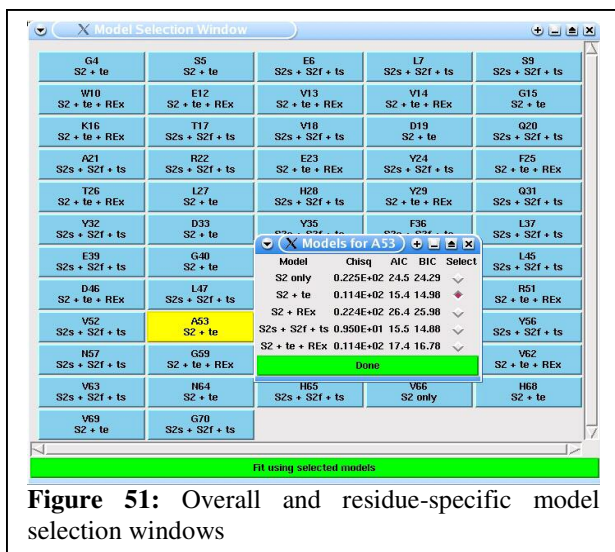 Model Selection Window
G4 S5 E6 L7 S9
S2 + te S2 + te S2s + S2f + ts S2s + S2f + ts S2s + S2f + ts
W10 E12 V13 V14 G15
S2 + te + REx S2 + te S2 + te + REx S2 + te + REx S2 + te
K16 T17 V18 D19 Q20
S2 + te + REx S2s + S2f + ts S2s + S2f + ts S2 + te S2s + S2f + ts
A21 R22 E23 Y24 F25
S2s + S2f + ts S2s + S2f + ts S2 + te + REx S2s + S2f + ts S2 + te + REx
T26 L27 H28 Y29 Q31
S2 + te + REx S2 + te S2s + S2f + ts S2 + te + REx S2s + S2f + ts
Y32 D33 Y35 F36 L37
S2s + S2f + ts S2 + te S2s + S2f + ts
E39 G40 L45
S2s + S2f + ts S2 + te S2s + S2f + ts
D46 L47 R51
S2 + te + REx S2s + S2f + ts S2 + te + REx
V52 A53 Y56
S2s + S2f + ts S2 + te S2s + S2f + ts
N57 G59 V62
S2s + S2f + ts S2 + te + REx S2 + te + REx
V63 N64 H65 V66 H68
S2s + S2f + ts S2 + te S2s + S2f + ts S2 only S2 + te
V69 G70
S2 + te S2s + S2f + ts
Models for A53
Model Chisq AIC BIC Select
S2 only 0.225E+02 24.5 24.29
S2 + te 0.114E+02 15.4 14.98
S2 + REx 0.224E+02 26.4 25.98
S2s + S2f + ts 0.950E+01 15.5 14.88
S2 + te + REx 0.114E+02 17.4 16.78
Done
Fit using selected models
Figure 51: Overall and residue-specific model
selection windows